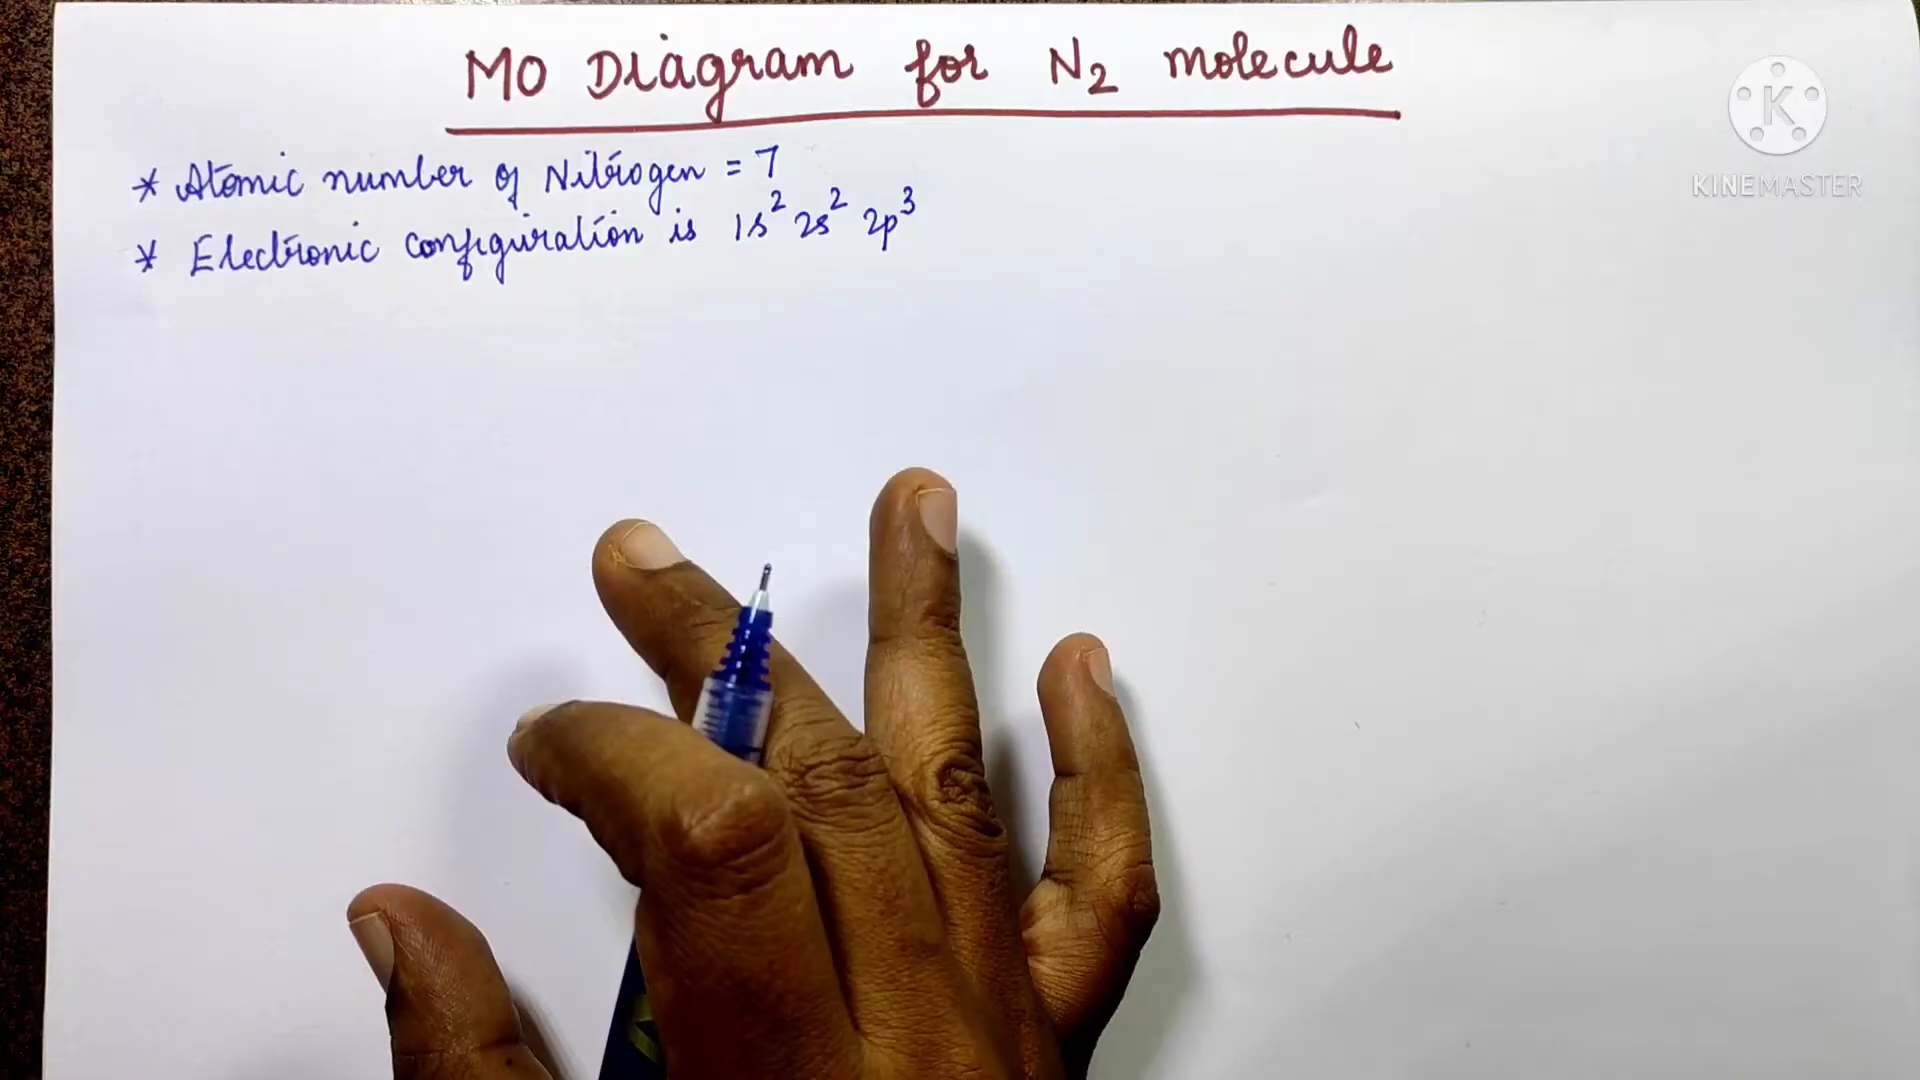 MO Diagram for N₂ molecule
K
KINEMASTER
* Atomic number of Nitrogen = 7
* Electronic configuration is 1s² 2s² 2p³